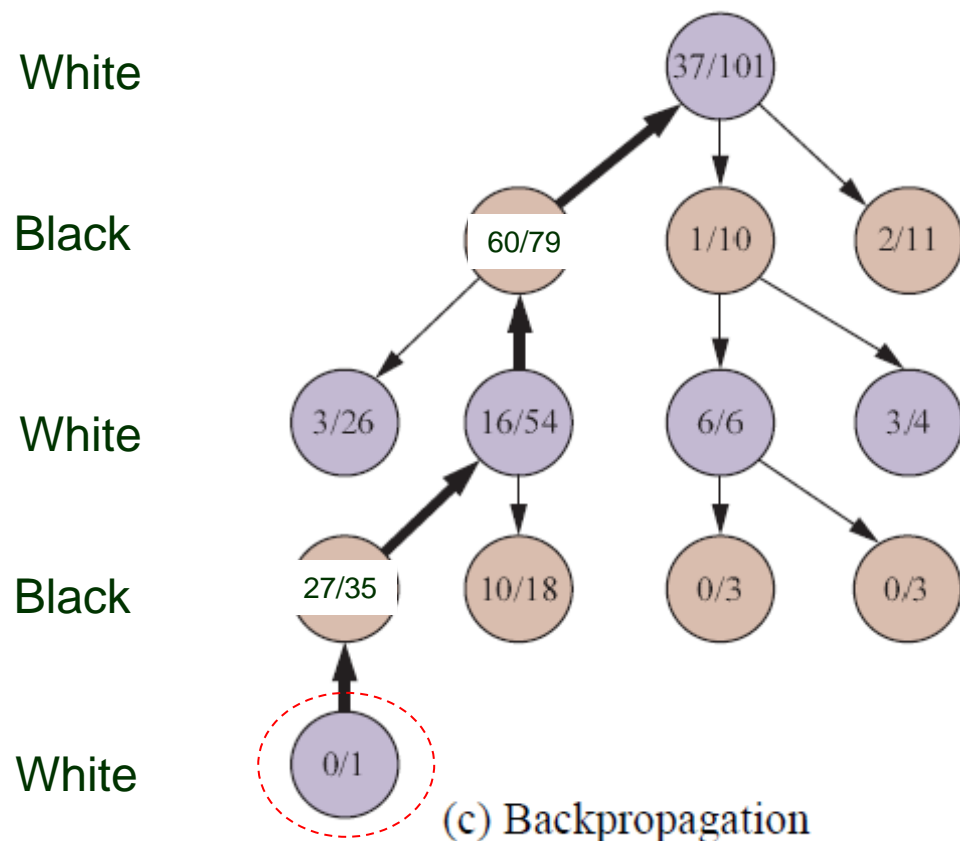 White 37/101
Black 60/79 1/10 2/11
White 3/26 16/54 6/6 3/4
Black 27/35 10/18 0/3 0/3
White 0/1
(c) Backpropagation